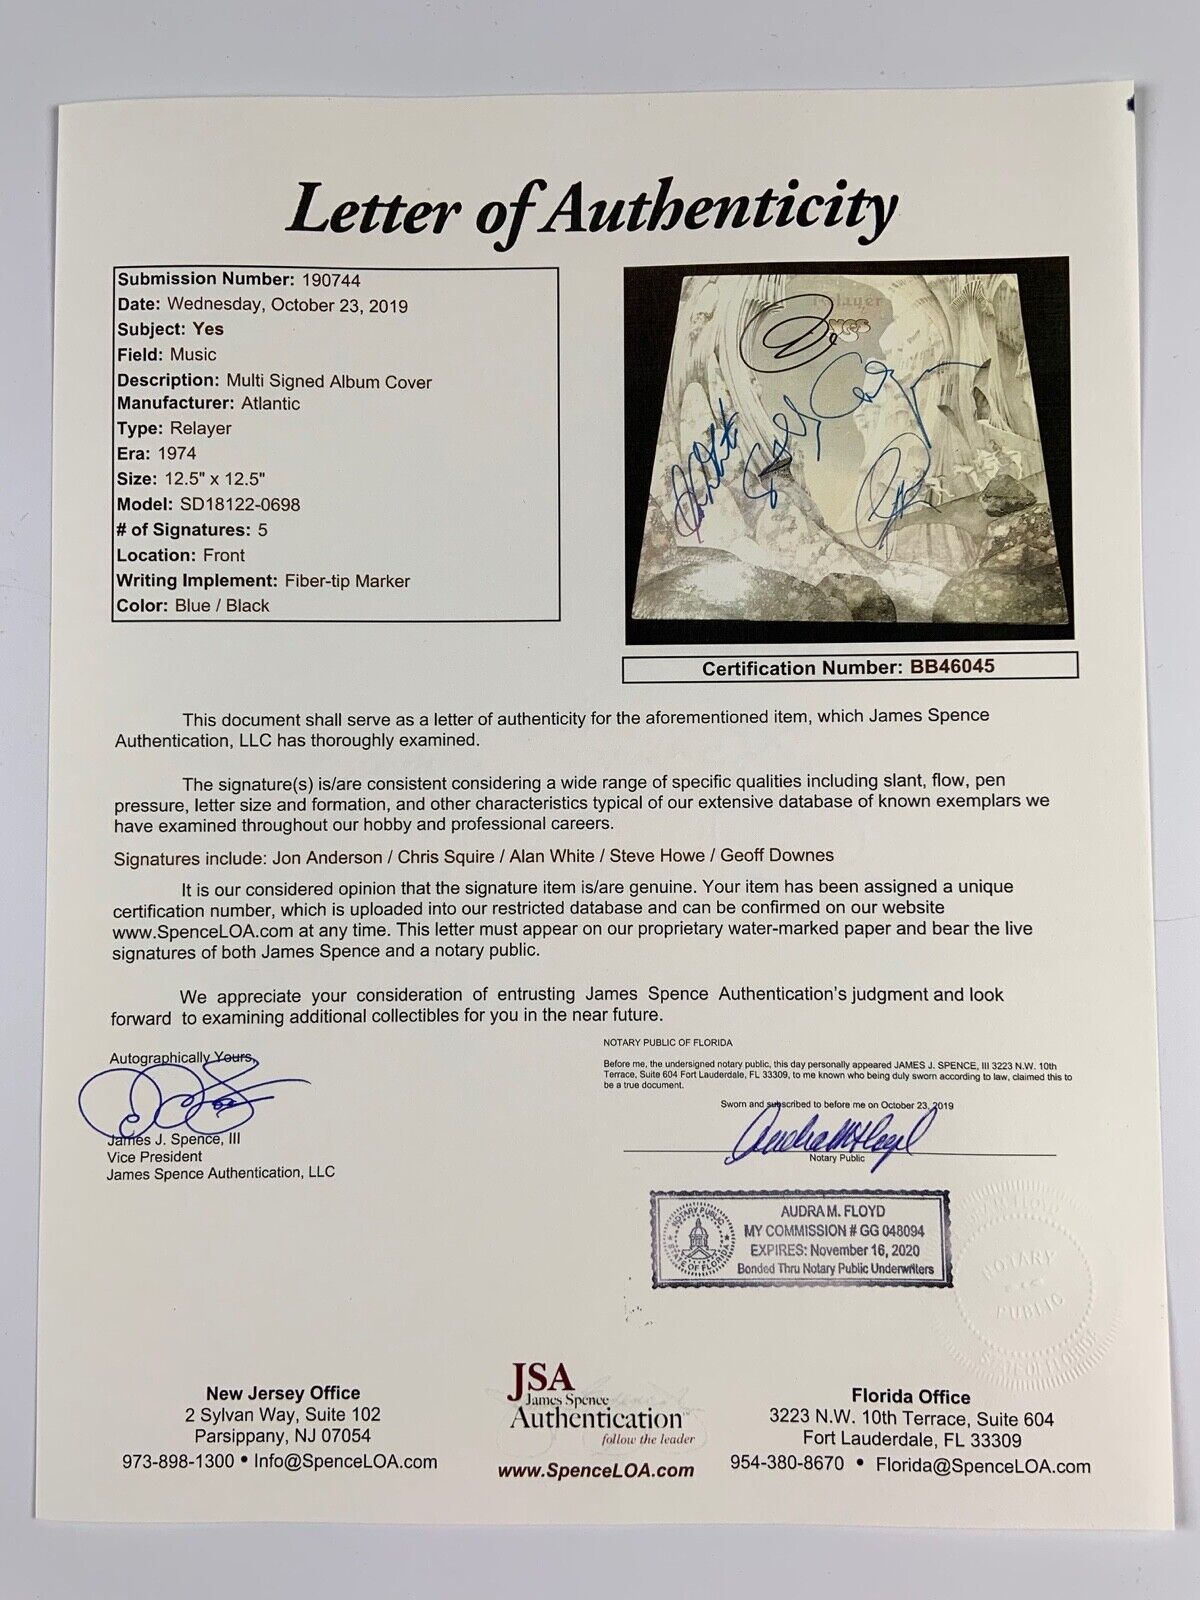 Letter of Authenticity
Submission Number: 190744
Date: Wednesday, October 23, 2019
Subject: Yes
Field: Music
Description: Multi Signed Album Cover
Manufacturer: Atlantic
Type: Relayer
Era: 1974
Size: 12.5" x 12.5"
Model: SD18122-0698
# of Signatures: 5
Location: Front
Writing Implement: Fiber-tip Marker
Color: Blue / Black
Relayer
Yes
Certification Number: BB46045
This document shall serve as a letter of authenticity for the aforementioned item, which James Spence
Authentication, LLC has thoroughly examined.
The signature(s) is/are consistent considering a wide range of specific qualities including slant, flow, pen
pressure, letter size and formation, and other characteristics typical of our extensive database of known exemplars we
have examined throughout our hobby and professional careers.
Signatures include: Jon Anderson / Chris Squire / Alan White / Steve Howe / Geoff Downes
It is our considered opinion that the signature item is/are genuine. Your item has been assigned a unique
certification number, which is uploaded into our restricted database and can be confirmed on our website
www.SpenceLOA.com at any time. This letter must appear on our proprietary water-marked paper and bear the live
signatures of both James Spence and a notary public.
We appreciate your consideration of entrusting James Spence Authentication's judgment and look
forward to examining additional collectibles for you in the near future.
Autographically Yours,
James J. Spence, III
Vice President
James Spence Authentication, LLC
NOTARY PUBLIC OF FLORIDA
Before me, the undersigned notary public, this day personally appeared JAMES J. SPENCE, III 3223 N.W. 10th
Terrace, Suite 604 Fort Lauderdale, FL 33309, to me known who being duly sworn according to law, claimed this to
be a true document.
Sworn and subscribed to before me on October 23, 2019
Audra M Floyd
Notary Public
NOTARY PUBLIC
STATE OF FLORIDA
AUDRA M. FLOYD
MY COMMISSION # GG 048094
EXPIRES: November 16, 2020
Bonded Thru Notary Public Underwriters
AUDRA M FLOYD
NOTARY
PUBLIC
STATE OF FLORIDA
New Jersey Office
2 Sylvan Way, Suite 102
Parsippany, NJ 07054
973-898-1300 • Info@SpenceLOA.com
JSA
James Spence
Authentication™
follow the leader
www.SpenceLOA.com
Florida Office
3223 N.W. 10th Terrace, Suite 604
Fort Lauderdale, FL 33309
954-380-8670 • Florida@SpenceLOA.com